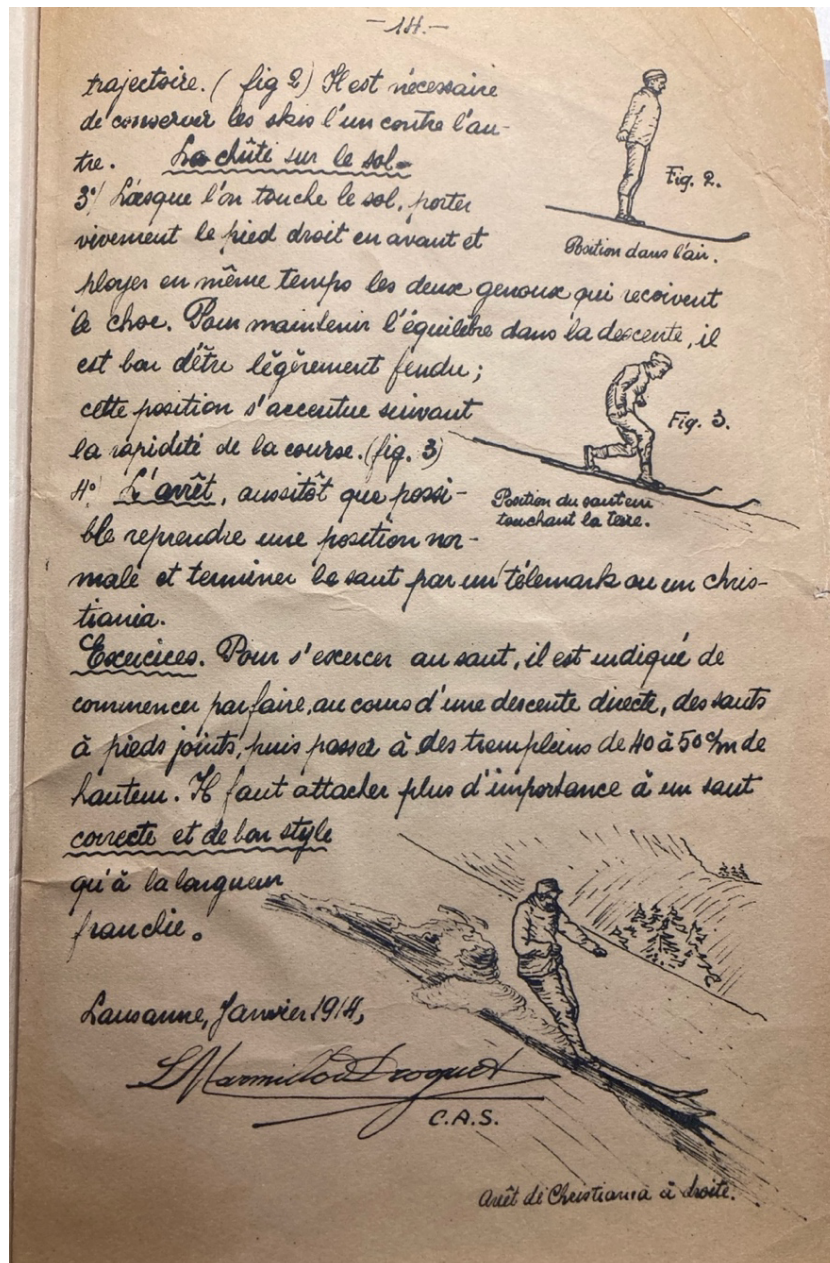 -14.-
trajectoire. (fig 2) Il est nécessaire
de conserver les skis l'un contre l'au-
tre. La chûte sur le sol.
3°/ Lorsque l'on touche le sol, porter
vivement le pied droit en avant et
ployer en même temps les deux genoux qui reçoivent
le choc. Pour maintenir l'équilibre dans la descente, il
est bon d'être légèrement fendu;
cette position s'accentue suivant
la rapidité de la course. (fig. 3)
4°/ L'arrêt, aussitôt que possi-
ble reprendre une position nor-
male et terminer le saut par un télémark ou un chris-
tiania.
Exercices. Pour s'exercer au saut, il est indiqué de
commencer par faire, au cours d'une descente directe, des sauts
à pieds joints, puis passer à des tremplins de 40 à 50 c/m de
hauteur. Il faut attacher plus d'importance à un saut
correcte et de bon style
qu'à la longueur
franchie.
Lausanne, Janvier 1914,
C.A.S.
Fig. 2.
Position dans l'air.
Fig. 3.
Position du sauteur
touchant la terre.
Arrêt de Christiania à droite.